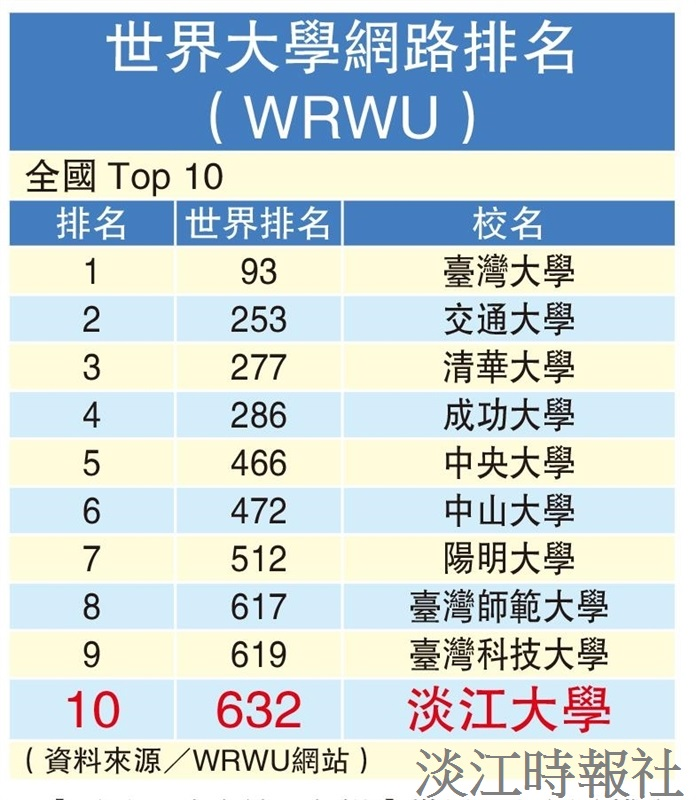 世界大學網路排名
(WRWU)
全國 Top 10
排名 世界排名 校名
1 93 臺灣大學
2 253 交通大學
3 277 清華大學
4 286 成功大學
5 466 中央大學
6 472 中山大學
7 512 陽明大學
8 617 臺灣師範大學
9 619 臺灣科技大學
10 632 淡江大學
(資料來源／WRWU網站)
淡江時報社